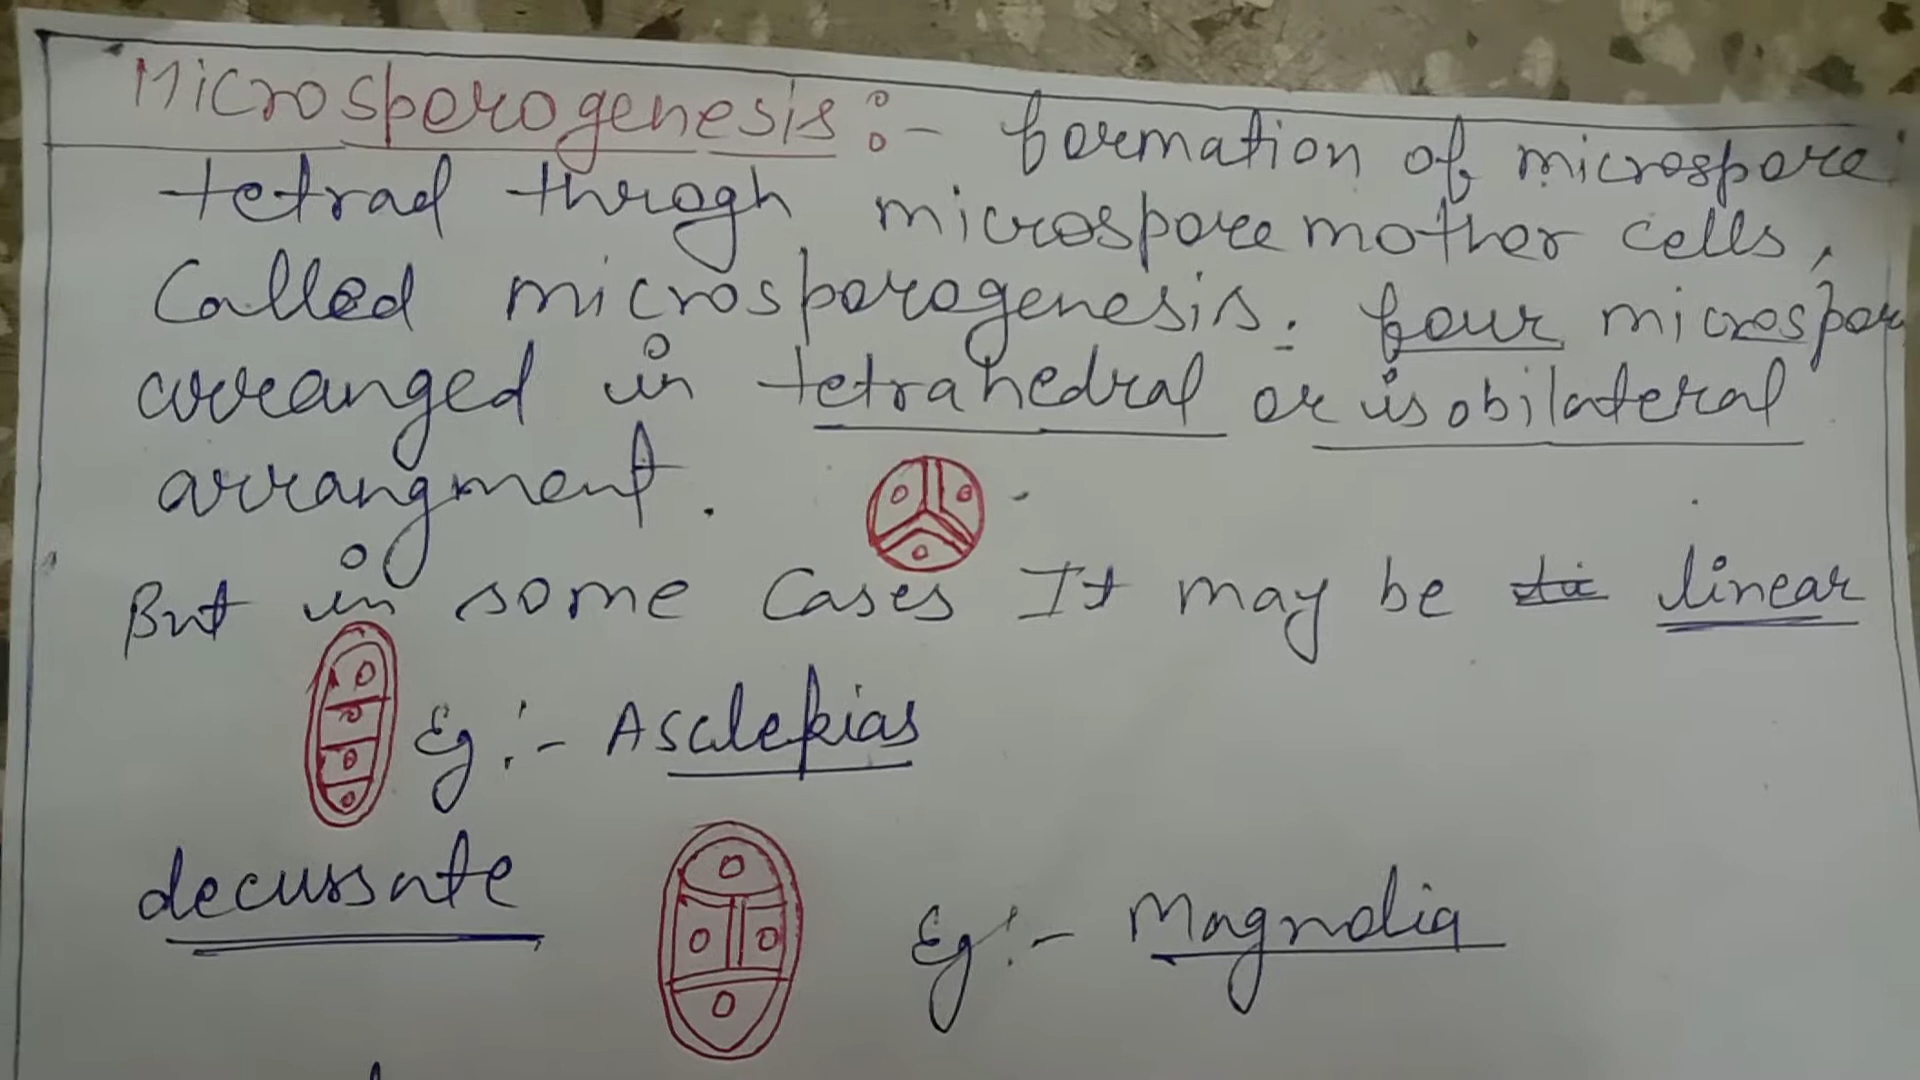 Microsporogenesis :- formation of microspore
tetrad throgh microspore mother cells,
Called microsporogenesis. four microspor
arranged in tetrahedral or isobilateral
arrangment.
But in some Cases It may be linear
Eg :- Asclepias
decussate Eg :- Magnolia